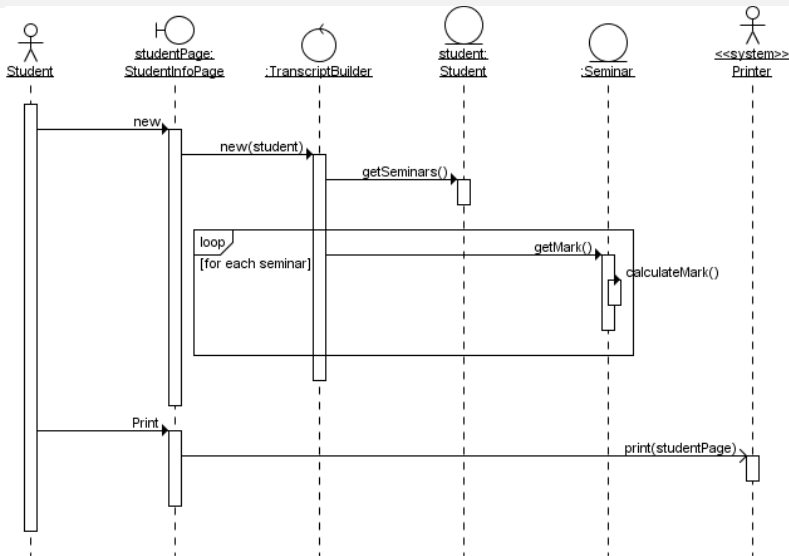 Student
studentPage:
StudentInfoPage
:TranscriptBuilder
student:
Student
:Seminar
<<system>>
Printer
new
new(student)
getSeminars()
loop
[for each seminar]
getMark()
calculateMark()
Print
print(studentPage)